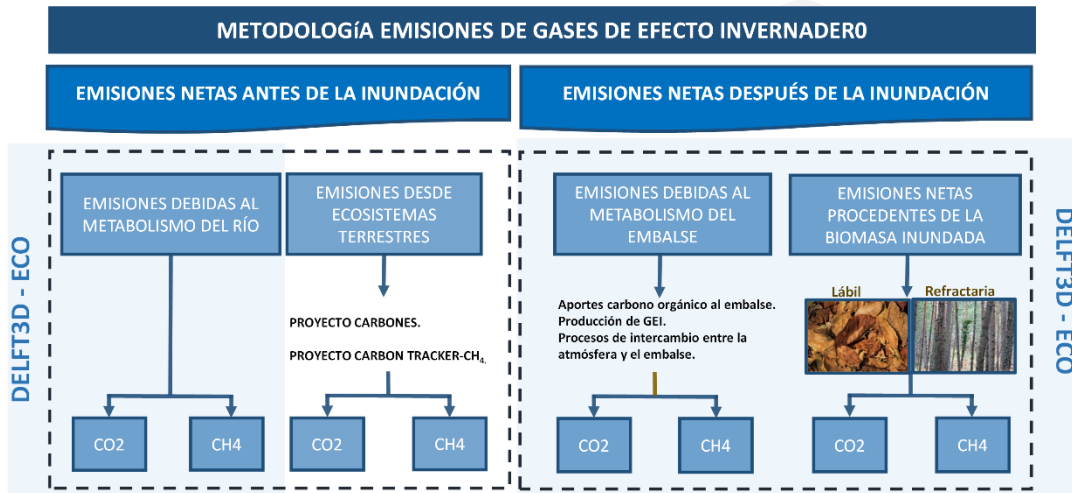 METODOLOGíA EMISIONES DE GASES DE EFECTO INVERNADER0
EMISIONES NETAS ANTES DE LA INUNDACIÓN
EMISIONES NETAS DESPUÉS DE LA INUNDACIÓN
DELFT3D - ECO
EMISIONES DEBIDAS AL
METABOLISMO DEL RÍO
EMISIONES DESDE
ECOSISTEMAS
TERRESTRES
PROYECTO CARBONES.
PROYECTO CARBON TRACKER-CH4.
CO2
CH4
CO2
CH4
EMISIONES DEBIDAS AL
METABOLISMO DEL
EMBALSE
EMISIONES NETAS
PROCEDENTES DE LA
BIOMASA INUNDADA
Aportes carbono orgánico al embalse.
Producción de GEI.
Procesos de intercambio entre la
atmósfera y el embalse.
Lábil
Refractaria
CO2
CH4
CO2
CH4
DELFT3D - ECO